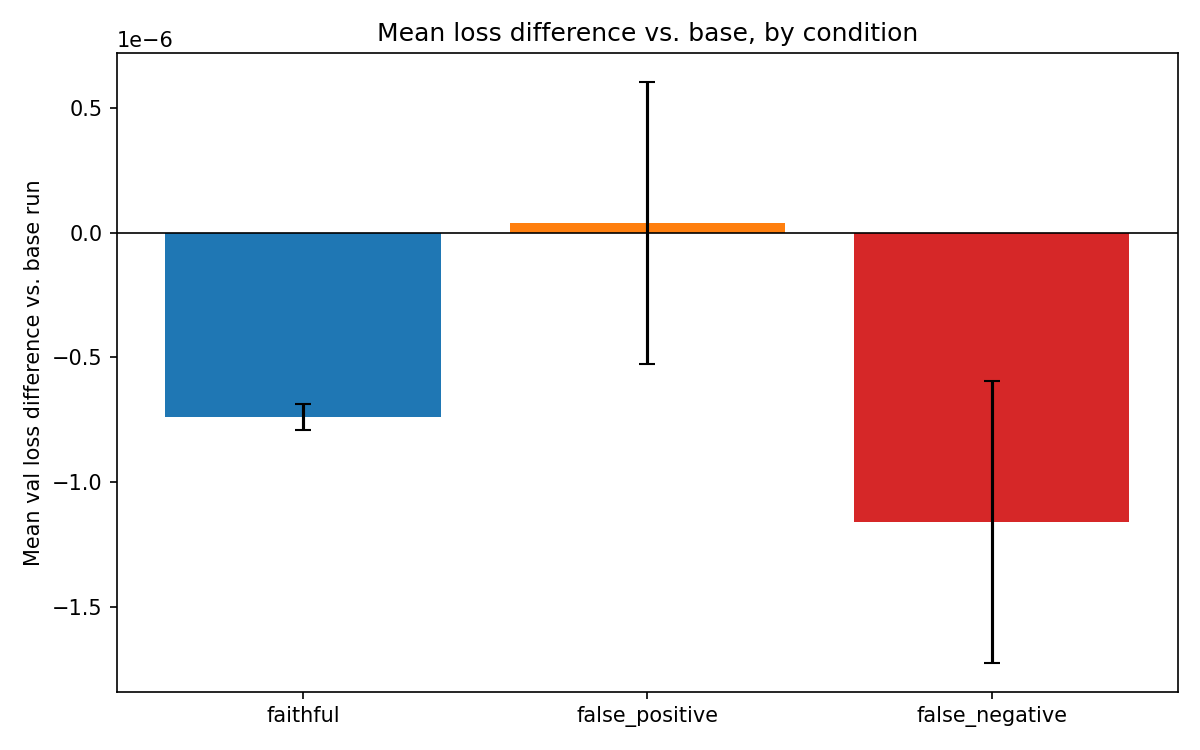 Mean loss difference vs. base, by condition
1e−6
Mean val loss difference vs. base run
0.5
0.0
−0.5
−1.0
−1.5
faithful
false_positive
false_negative